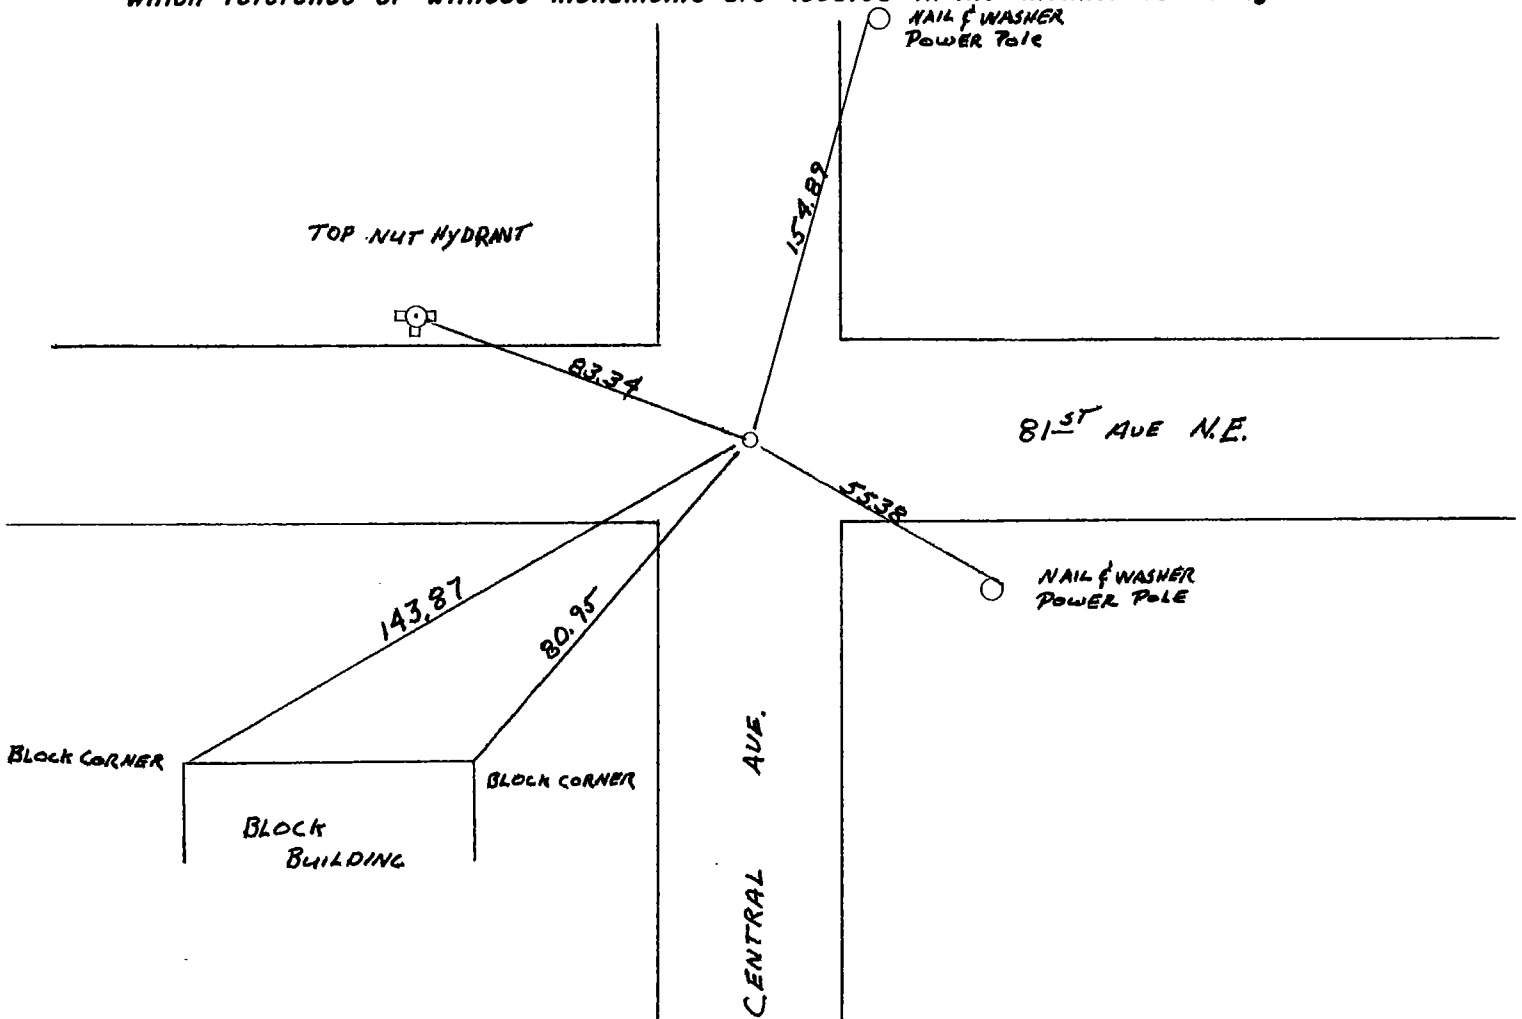 NAIL & WASHER
POWER Pole
154.89
TOP NUT HYDRANT
83.34
81ST AVE N.E.
55.38
NAIL & WASHER
POWER POLE
143.87
80.95
BLOCK CORNER
BLOCK CORNER
BLOCK
BUILDING
CENTRAL AVE.